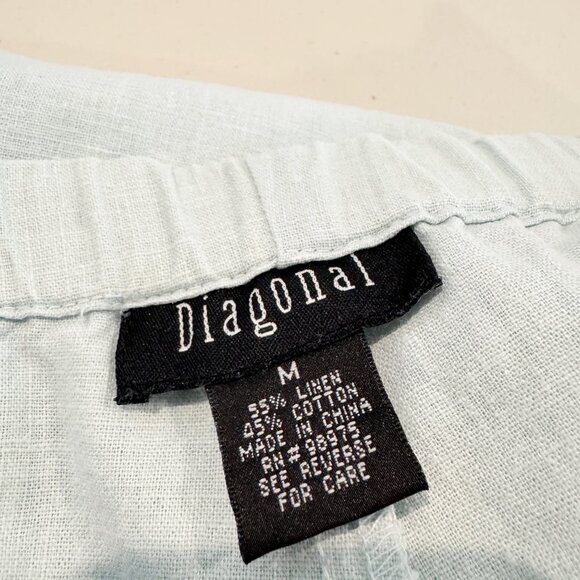 Diagonal
M
55% LINEN
45% COTTON
MADE IN CHINA
RN# 98975
SEE REVERSE
FOR CARE